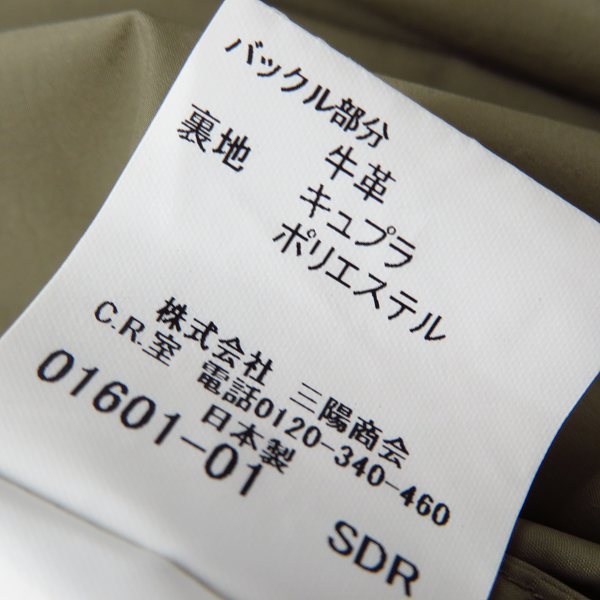 バックル部分
牛革
裏地 キュプラ
ポリエステル
株式会社 三陽商会
C.R.室 電話0120-340-460
日本製
01601-01
SDR